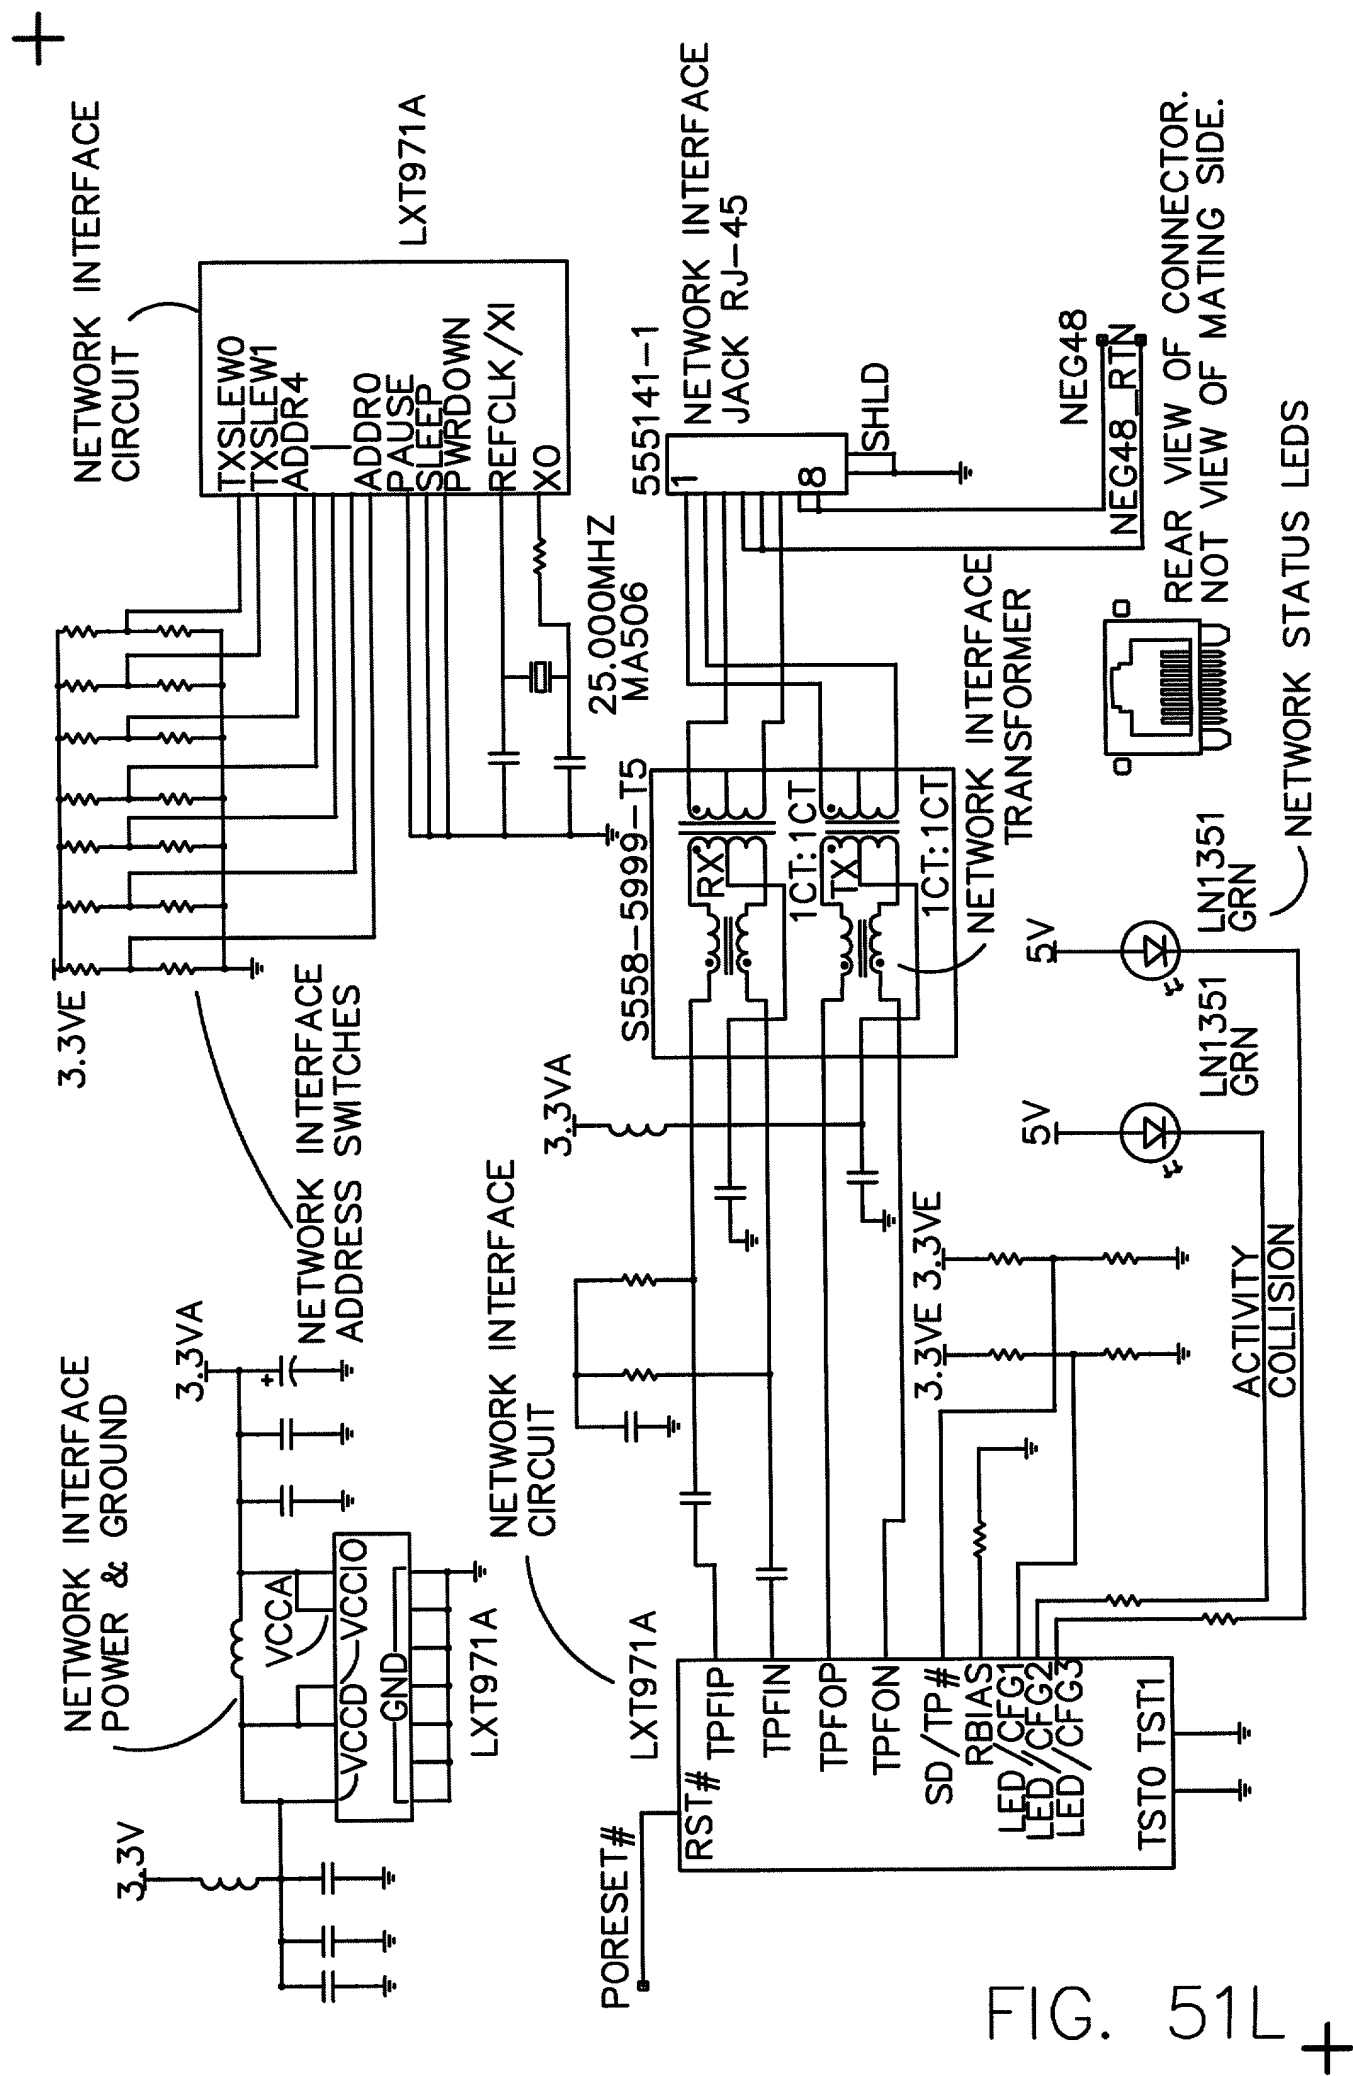 NETWORK INTERFACE
POWER & GROUND
3.3V
3.3VA
VCCA
VCCD
VCCIO
GND
LXT971A
3.3VE
NETWORK INTERFACE
ADDRESS SWITCHES
NETWORK INTERFACE
CIRCUIT
TXSLEW0
TXSLEW1
ADDR4
ADDR0
PAUSE
SLEEP
PWRDOWN
REFCLK/XI
XO
LXT971A
25.000MHZ
MA506
PORESET#
LXT971A
NETWORK INTERFACE
CIRCUIT
RST#
TPFIP
TPFIN
TPFOP
TPFON
SD/TP#
RBIAS
LED/CFG1
LED/CFG2
LED/CFG3
TST0 TST1
3.3VA
S558-5999-T5
RX
1CT:1CT
TX
1CT:1CT
NETWORK INTERFACE
TRANSFORMER
555141-1
NETWORK INTERFACE
JACK RJ-45
1
8
SHLD
NEG48
NEG48_RTN
REAR VIEW OF CONNECTOR.
NOT VIEW OF MATING SIDE.
3.3VE 3.3VE
5V
5V
LN1351
GRN
LN1351
GRN
NETWORK STATUS LEDS
ACTIVITY
COLLISION
FIG. 51L